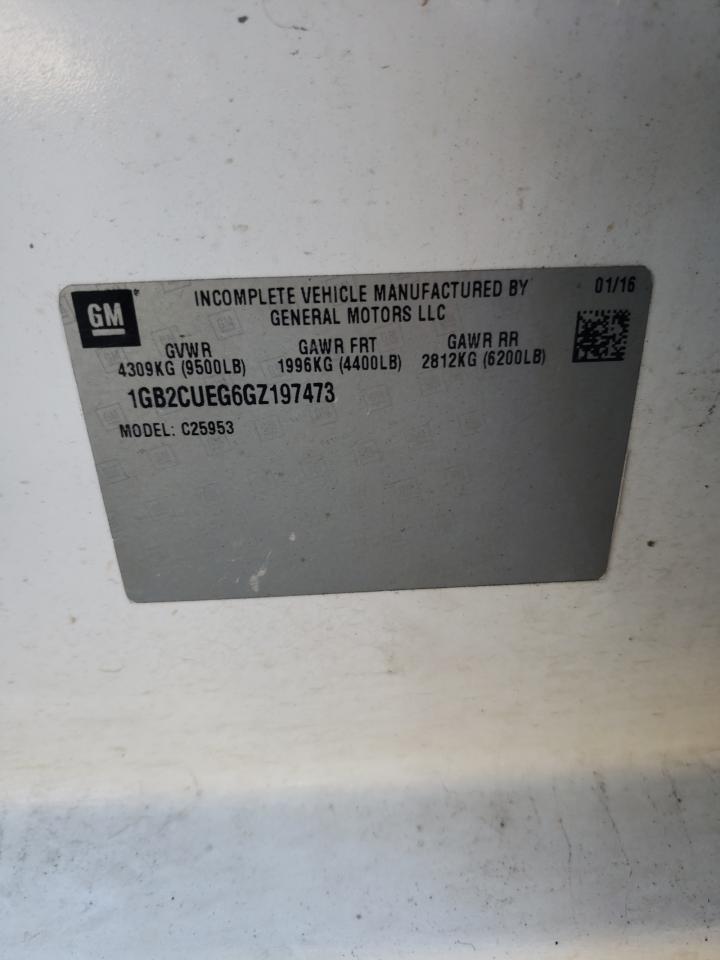 GM
INCOMPLETE VEHICLE MANUFACTURED BY
GENERAL MOTORS LLC
01/16
GVWR
4309KG (9500LB)
GAWR FRT
1996KG (4400LB)
GAWR RR
2812KG (6200LB)
1GB2CUEG6GZ197473
MODEL: C25953